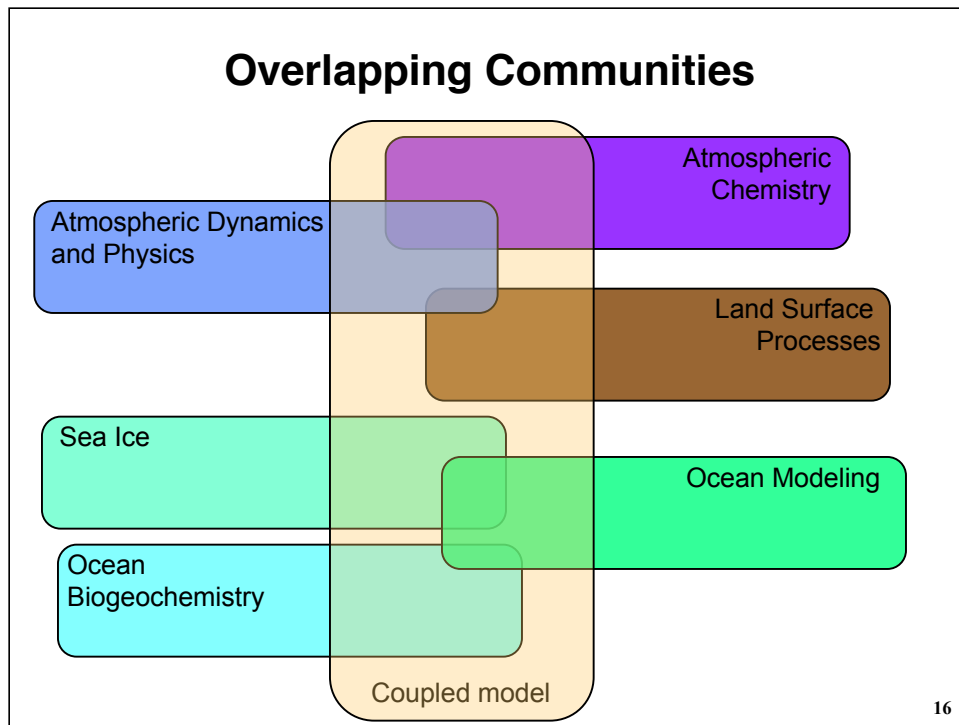 Overlapping Communities
Atmospheric
Chemistry
Atmospheric Dynamics
and Physics
Land Surface
Processes
Sea Ice
Ocean Modeling
Ocean
Biogeochemistry
Coupled model
16